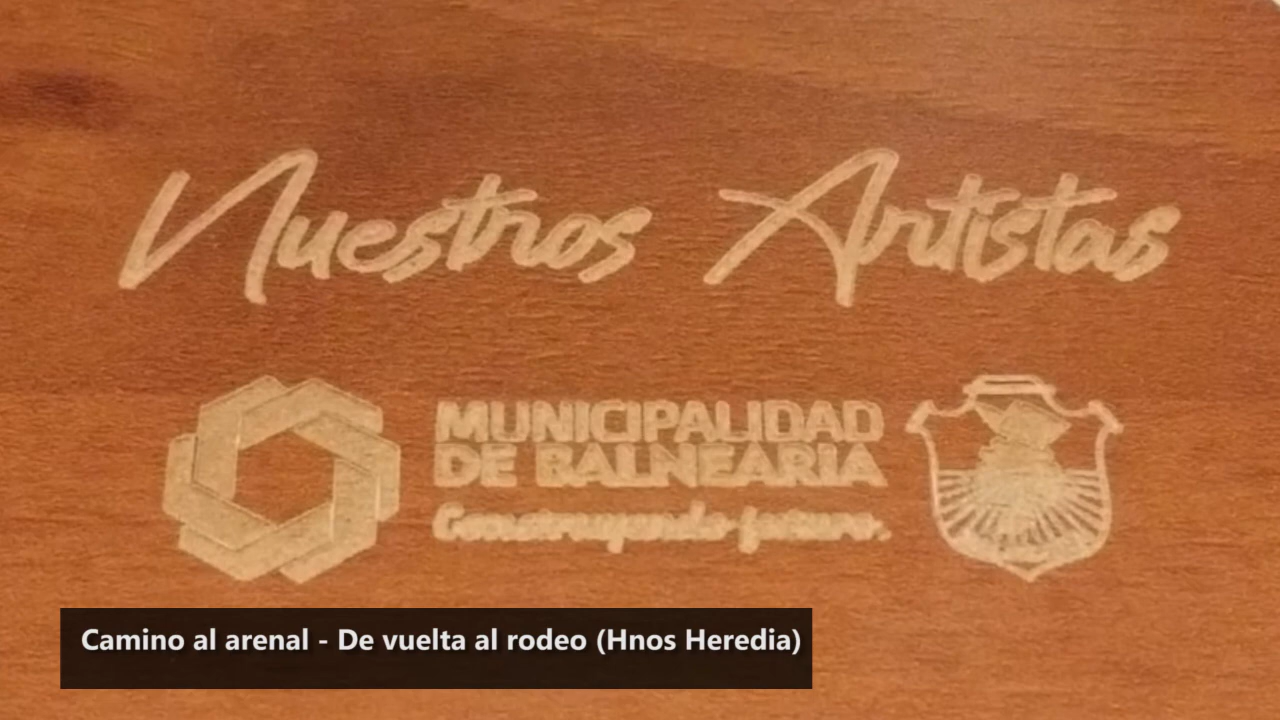 Nuestros Artistas
MUNICIPALIDAD
DE BALNEARIA
Construyendo futuro.
Camino al arenal - De vuelta al rodeo (Hnos Heredia)